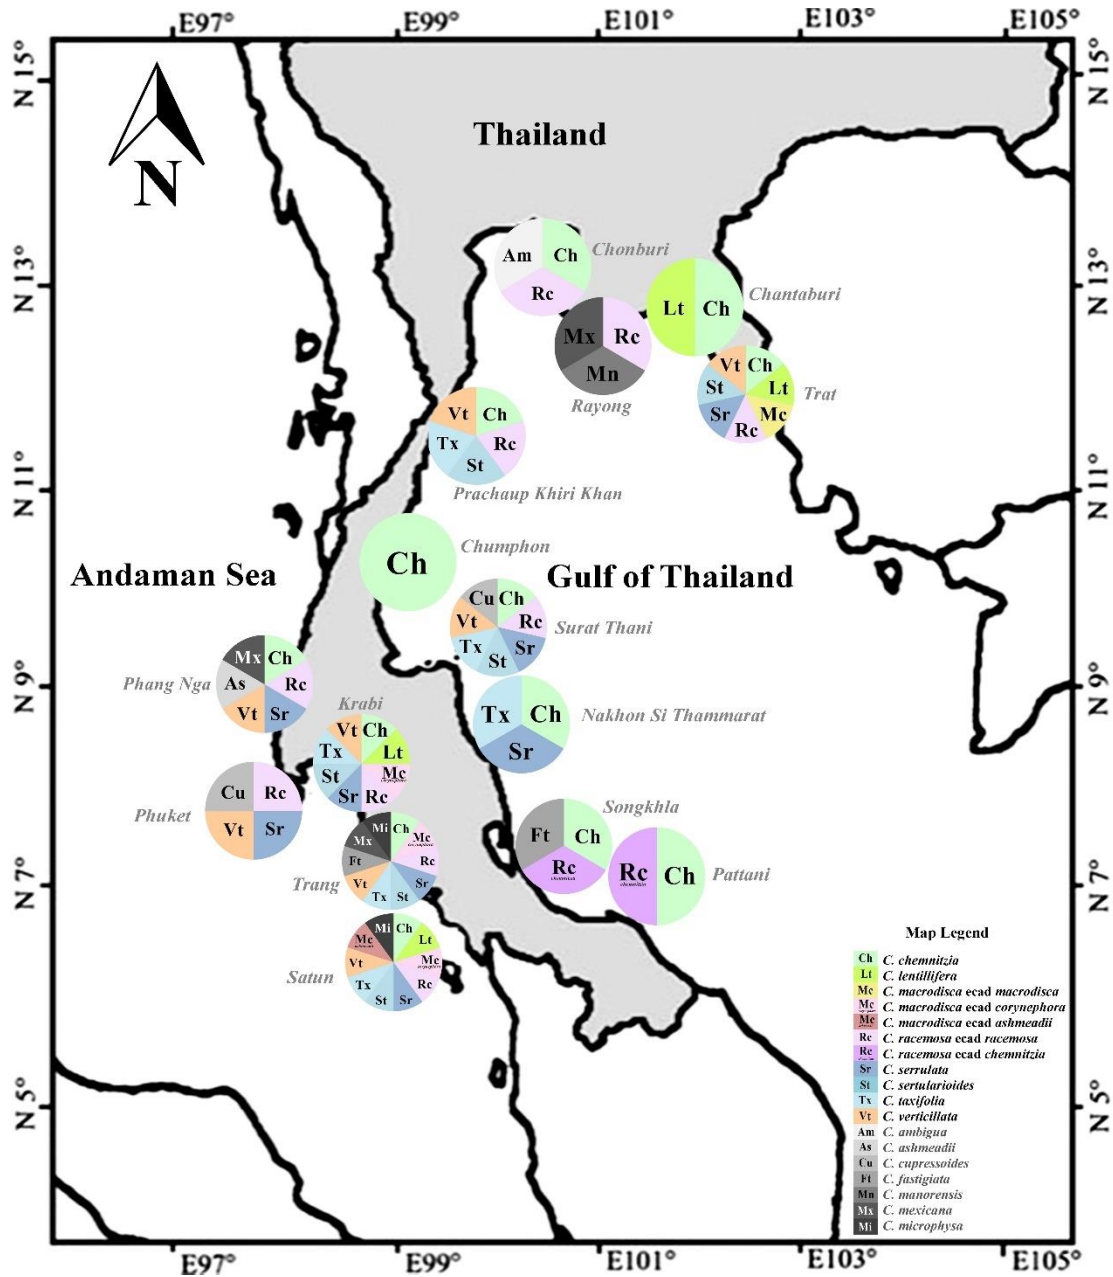 E97° E99° E101° E103° E105°
N 15° N 15°
N
Thailand
Am Ch Rc
Chonburi
N 13° N 13°
Lt Ch
Chantaburi
Mx Rc Mn
Rayong
Vt Ch St Lt Sr Mc Rc
Trat
Vt Ch Tx Rc St
Prachaup Khiri Khan
N 11° N 11°
Ch
Chumphon
Andaman Sea
Gulf of Thailand
Cu Ch Vt Rc Tx Sr St
Surat Thani
Mx Ch As Rc Vt Sr
Phang Nga
N 9° N 9°
Tx Ch Sr
Nakhon Si Thammarat
Krabi
Vt Ch Tx Lt St Mc Sr Rc
Cu Rc Vt Sr
Phuket
Songkhla
Ft Ch Rc
Rc Ch
Pattani
Mi Ch Mx Mc Ft Rc Vt Sr Tx St
Trang
N 7° N 7°
Mi Ch Mc Lt Vt Mc Tx Rc St Sr
Satun
N 5° N 5°
Map Legend
Ch C. chemnitzia
Lt C. lentillifera
Mc C. macrodisca ecad macrodisca
Mc C. macrodisca ecad corynephora
Mc C. macrodisca ecad ashmeadii
Rc C. racemosa ecad racemosa
Rc C. racemosa ecad chemnitzia
Sr C. serrulata
St C. sertularioides
Tx C. taxifolia
Vt C. verticillata
Am C. ambigua
As C. ashmeadii
Cu C. cupressoides
Ft C. fastigiata
Mn C. manorensis
Mx C. mexicana
Mi C. microphysa
E97° E99° E101° E103° E105°